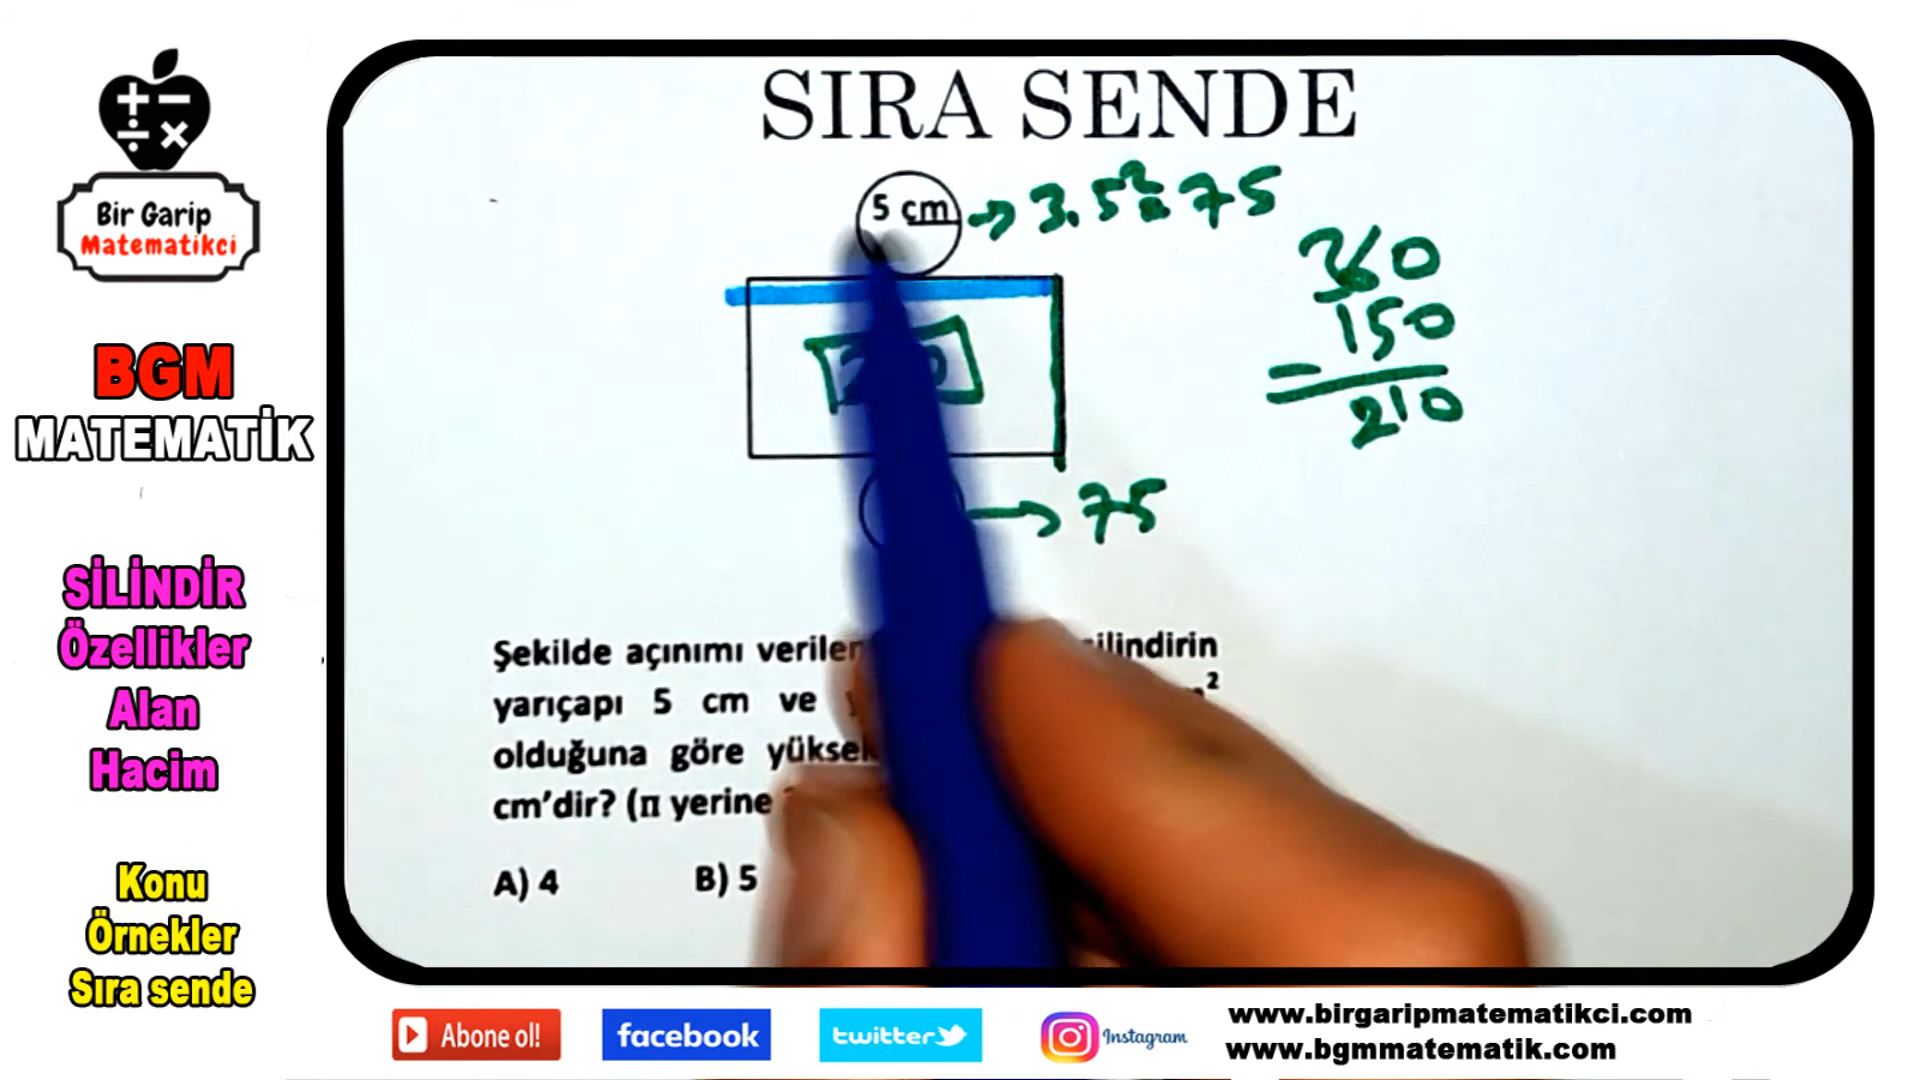 SIRA SENDE
+ −
÷ ×
Bir Garip
Matematikci
BGM
MATEMATİK
SİLİNDİR
Özellikler
Alan
Hacim
Konu
Örnekler
Sıra sende
5 cm → 3.5² = 75
360
150
−
210
→ 75
Şekilde açınımı verilen silindirin
yarıçapı 5 cm ve
olduğuna göre
cm'dir? (π yerine
A) 4 B) 5
Abone ol!
facebook
twitter
Instagram
www.birgaripmatematikci.com
www.bgmmatematik.com